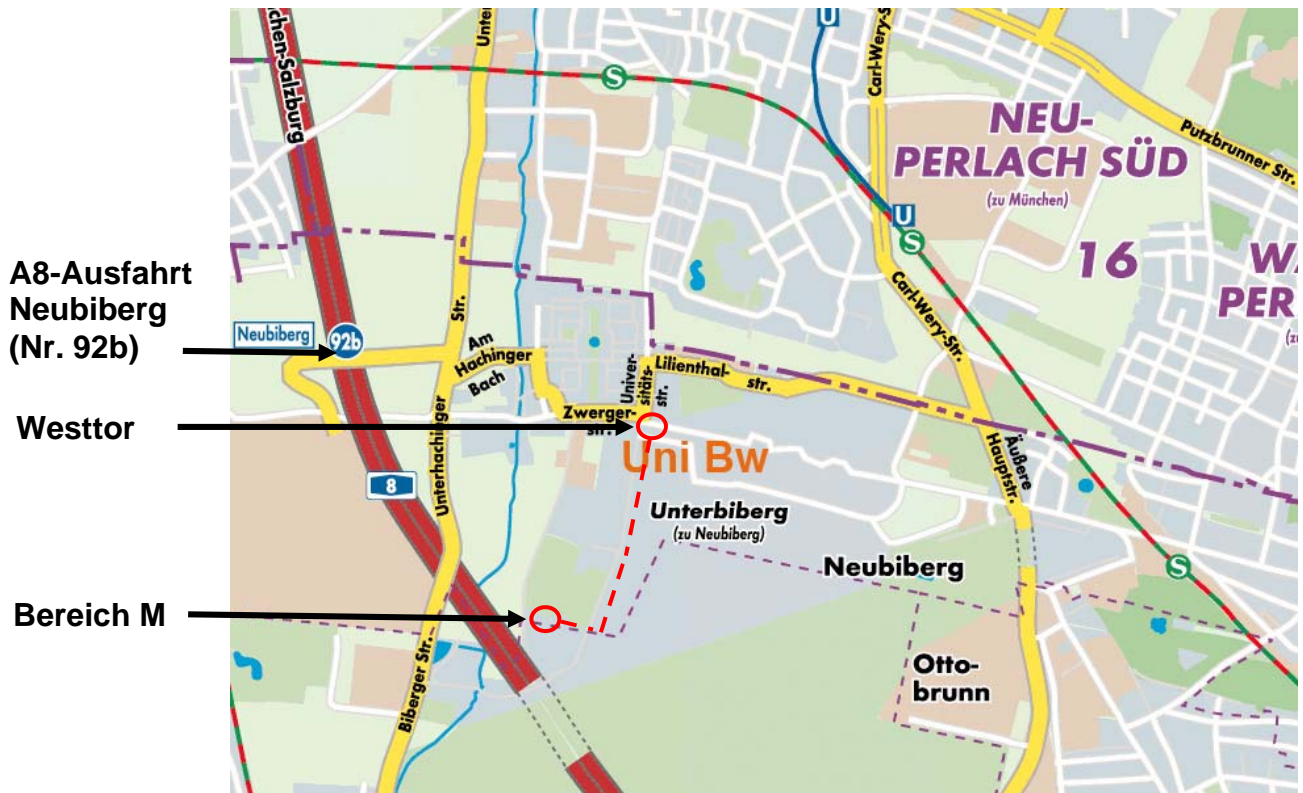 A8-Ausfahrt
Neubiberg
(Nr. 92b)
Westtor
Bereich M
chen-Salzburg
Unter
S
U
Carl-Wery-Str.
Putzbrunner Str.
NEU-
PERLACH SÜD
(zu München)
U
S
16
WA
PER
(zu
Neubiberg
92b
Str.
Am
Hachinger
Bach
Univer-
sitäts-
str.
Lilienthal-
str.
Carl-Wery-Str.
Zwerger-
str.
Uni Bw
Äußere
Hauptstr.
8
Unterhachinger
Unterbiberg
(zu Neubiberg)
Neubiberg
S
Biberger Str.
Otto-
brunn